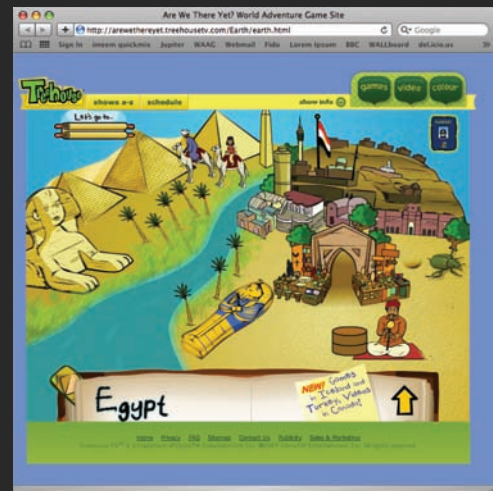 Are We There Yet? World Adventure Game Site
http://arewethereyet.treehousetv.com/Earth/earth.html
Google
Sign In imeem quickmix Jupiter WAAG Webmail Fido Lorem Ipsum BBC WALLboard del.icio.us
Treehouse
shows a-z schedule show info
games video colour
Let's go to...
Egypt
NEW! Games
in Iceland and
Turkey, Videos
in Canada!
Home Privacy FAQ Sitemap Contact Us Publicity Sales & Marketing